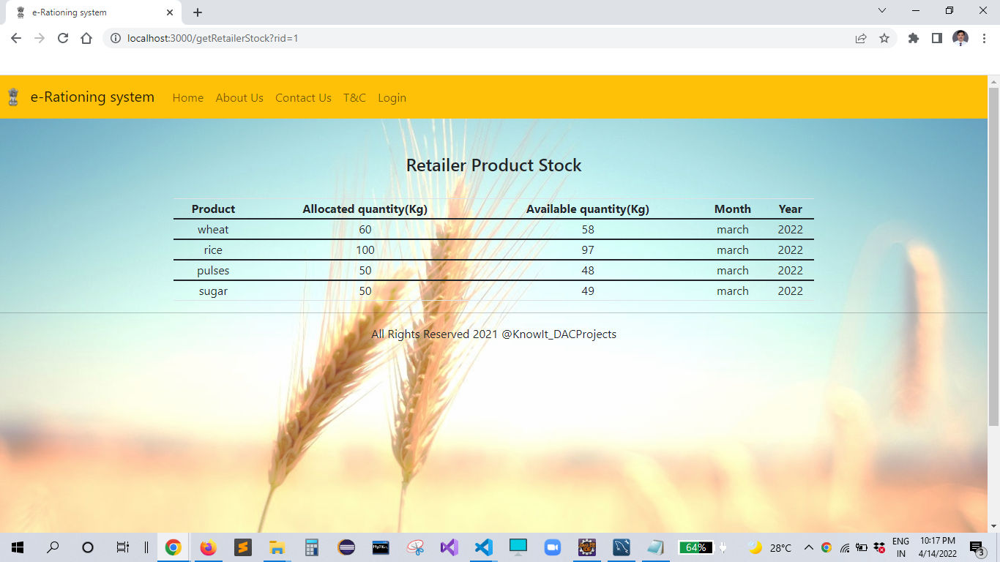 e-Rationing system
localhost:3000/getRetailerStock?rid=1
e-Rationing system Home About Us Contact Us T&C Login
Retailer Product Stock
Product Allocated quantity(Kg) Available quantity(Kg) Month Year
wheat 60 58 march 2022
rice 100 97 march 2022
pulses 50 48 march 2022
sugar 50 49 march 2022
All Rights Reserved 2021 @KnowIt_DACProjects
64% 28°C ENG 10:17 PM
IN 4/14/2022 3